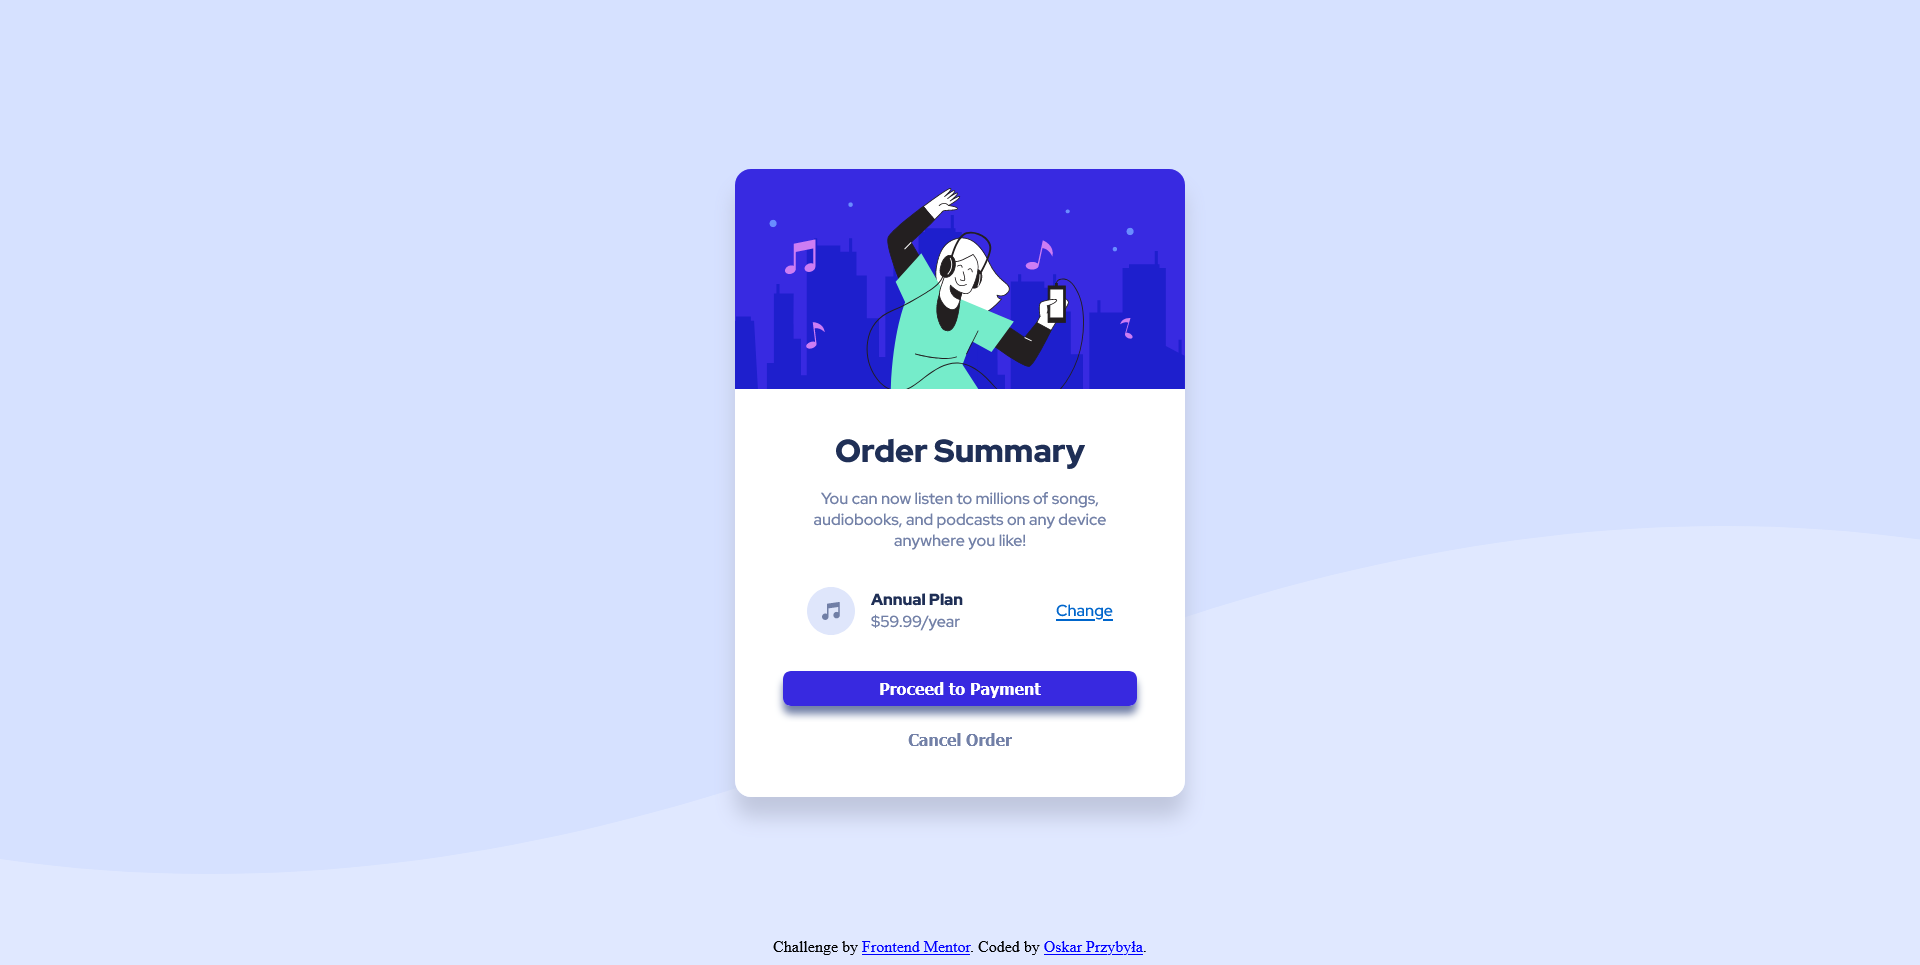 Order Summary
You can now listen to millions of songs,
audiobooks, and podcasts on any device
anywhere you like!
Annual Plan
$59.99/year
Change
Proceed to Payment
Cancel Order
Challenge by Frontend Mentor. Coded by Oskar Przybyła.